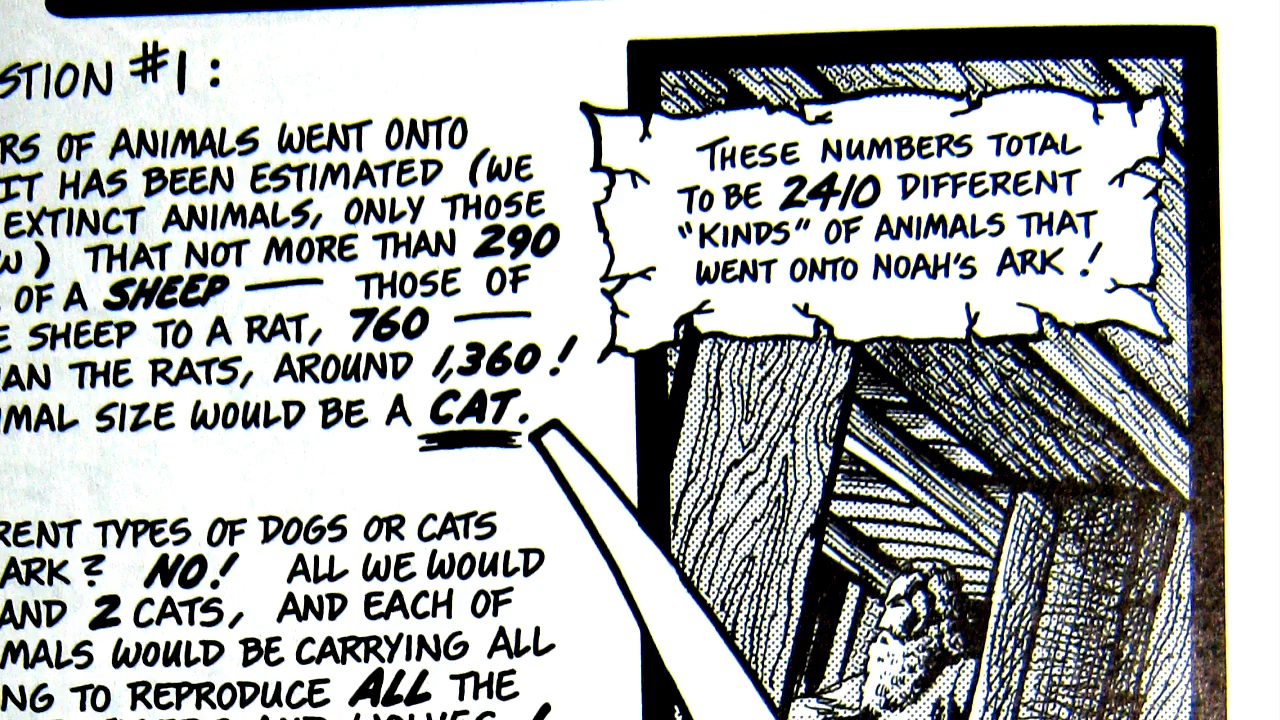 STION #1:
RS OF ANIMALS WENT ONTO
IT HAS BEEN ESTIMATED (WE
EXTINCT ANIMALS, ONLY THOSE
W) THAT NOT MORE THAN 290
OF A SHEEP — THOSE OF
E SHEEP TO A RAT, 760 —
AN THE RATS, AROUND 1,360!
MAL SIZE WOULD BE A CAT.
RENT TYPES OF DOGS OR CATS
ARK? NO! ALL WE WOULD
AND 2 CATS, AND EACH OF
MALS WOULD BE CARRYING ALL
NG TO REPRODUCE ALL THE
AND WOLVES!
THESE NUMBERS TOTAL
TO BE 2410 DIFFERENT
"KINDS" OF ANIMALS THAT
WENT ONTO NOAH'S ARK!